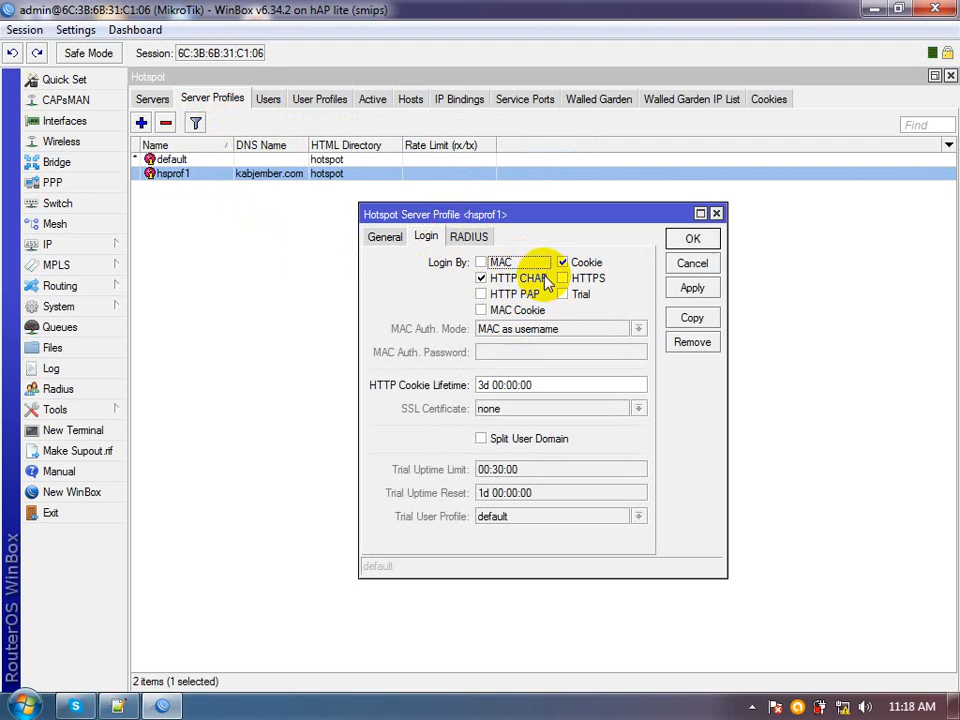 admin@6C:3B:6B:31:C1:06 (MikroTik) - WinBox v6.34.2 on hAP lite (smips)
Session Settings Dashboard
Safe Mode Session: 6C:3B:6B:31:C1:06
Quick Set
CAPsMAN
Interfaces
Wireless
Bridge
PPP
Switch
Mesh
IP
MPLS
Routing
System
Queues
Files
Log
Radius
Tools
New Terminal
Make Supout.rif
Manual
New WinBox
Exit
RouterOS WinBox
Hotspot
Servers Server Profiles Users User Profiles Active Hosts IP Bindings Service Ports Walled Garden Walled Garden IP List Cookies
Find
Name / DNS Name HTML Directory Rate Limit (rx/tx)
* default hotspot
hsprof1 kabjember.com hotspot
Hotspot Server Profile <hsprof1>
General Login RADIUS
Login By: MAC Cookie
HTTP CHAP HTTPS
HTTP PAP Trial
MAC Cookie
MAC Auth. Mode: MAC as username
MAC Auth. Password:
HTTP Cookie Lifetime: 3d 00:00:00
SSL Certificate: none
Split User Domain
Trial Uptime Limit: 00:30:00
Trial Uptime Reset: 1d 00:00:00
Trial User Profile: default
default
OK
Cancel
Apply
Copy
Remove
2 items (1 selected)
11:18 AM